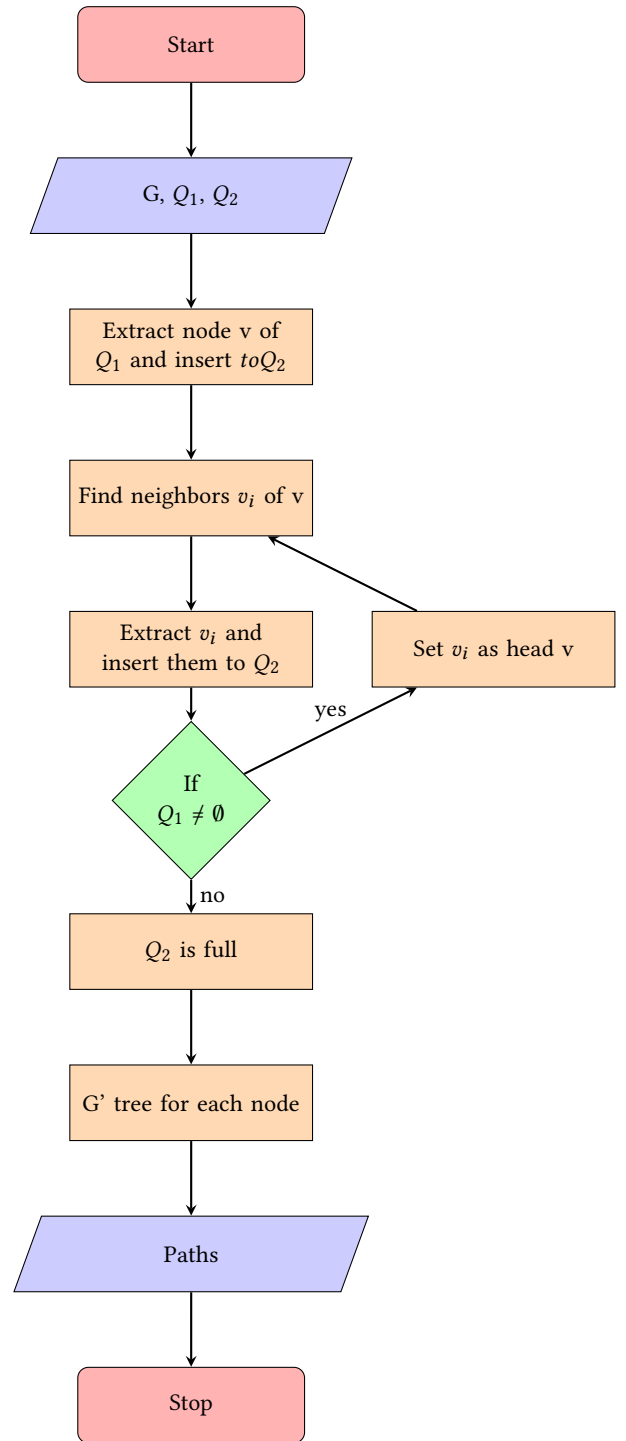 Start
G, Q₁, Q₂
Extract node v of
Q₁ and insert toQ₂
Find neighbors vᵢ of v
Extract vᵢ and
insert them to Q₂
Set vᵢ as head v
yes
If
Q₁ ≠ ∅
no
Q₂ is full
G’ tree for each node
Paths
Stop